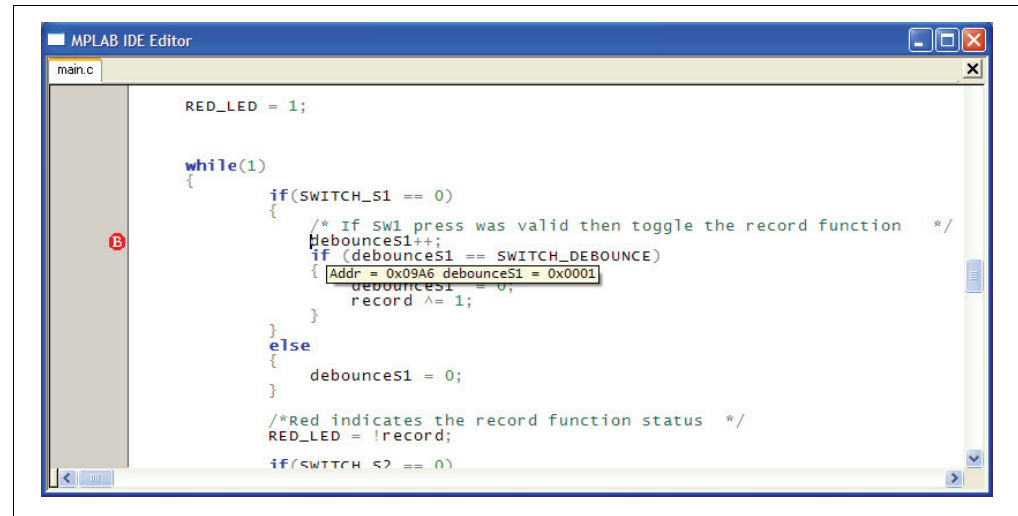 MPLAB IDE Editor
main.c
RED_LED = 1;
while(1)
{
if(SWITCH_S1 == 0)
{
/* If SW1 press was valid then toggle the record function */
B
debounceS1++;
if (debounceS1 == SWITCH_DEBOUNCE)
{ Addr = 0x09A6 debounceS1 = 0x0001
debounceS1 = 0;
record ^= 1;
}
}
else
{
debounceS1 = 0;
}
/*Red indicates the record function status */
RED_LED = !record;
if(SWITCH_S2 == 0)